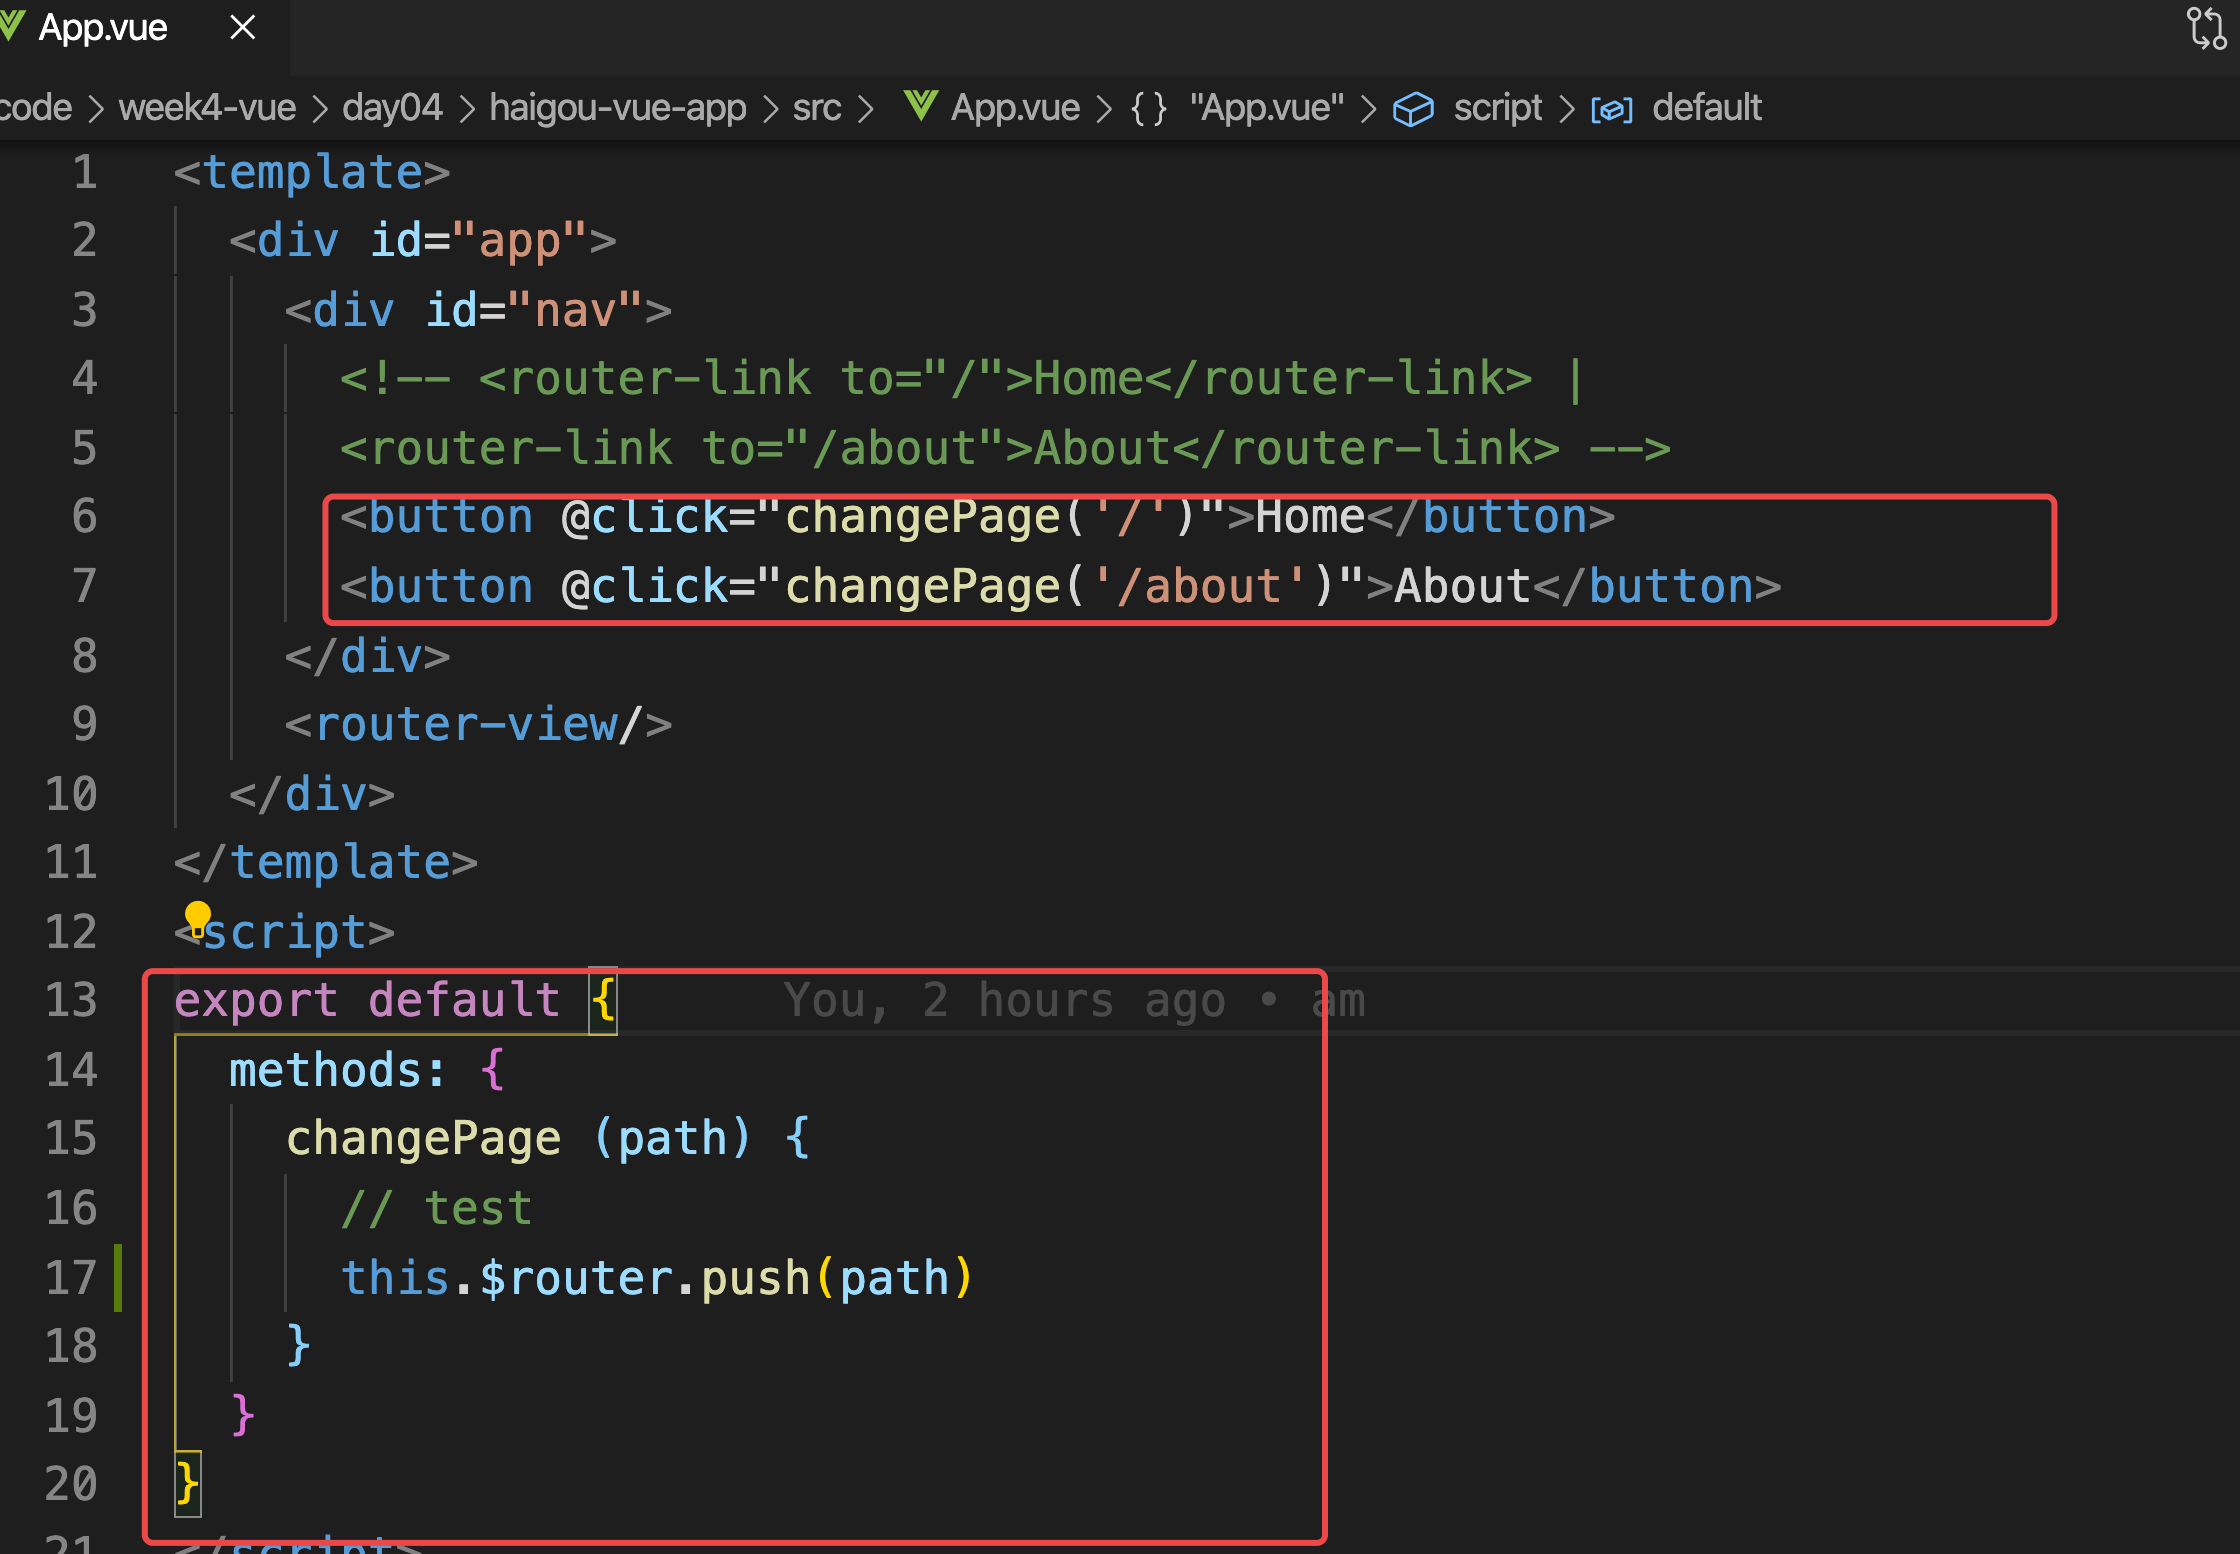 App.vue
code > week4-vue > day04 > haigou-vue-app > src > App.vue > {} "App.vue" > script > default
1 <template>
2 <div id="app">
3 <div id="nav">
4 <!-- <router-link to="/">Home</router-link> |
5 <router-link to="/about">About</router-link> -->
6 <button @click="changePage('/')">Home</button>
7 <button @click="changePage('/about')">About</button>
8 </div>
9 <router-view/>
10 </div>
11 </template>
12 <script>
13 export default { You, 2 hours ago • am
14 methods: {
15 changePage (path) {
16 // test
17 this.$router.push(path)
18 }
19 }
20 }
21 </script>